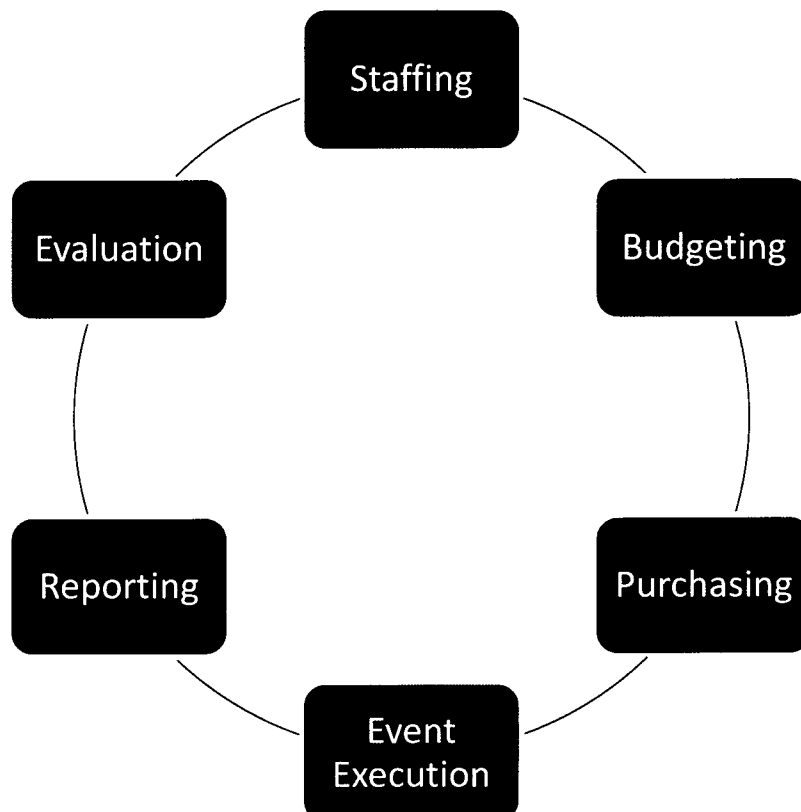 Staffing
Budgeting
Purchasing
Event
Execution
Reporting
Evaluation